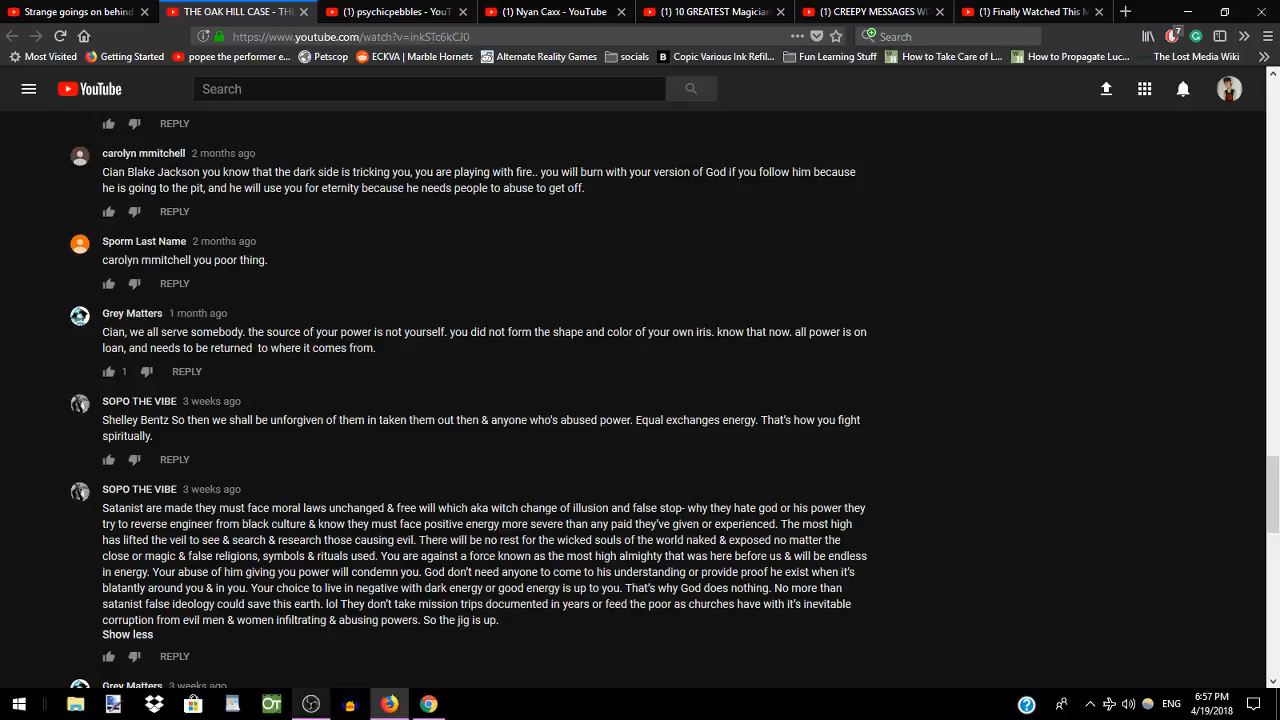 Strange goings on behind
THE OAK HILL CASE - THE
(1) psychicpebbles - YouT
(1) Nyan Caxx - YouTube
(1) 10 GREATEST Magician
(1) CREEPY MESSAGES WI
(1) Finally Watched This M
https://www.youtube.com/watch?v=inkSTc6kCJ0
Search
7
Most Visited
Getting Started
popee the performer e...
Petscop
ECKVA | Marble Hornets
Alternate Reality Games
socials
Copic Various Ink Refil...
Fun Learning Stuff
How to Take Care of L...
How to Propagate Luc...
The Lost Media Wiki
YouTube
Search
REPLY
carolyn mmitchell 2 months ago
Cian Blake Jackson you know that the dark side is tricking you, you are playing with fire.. you will burn with your version of God if you follow him because
he is going to the pit, and he will use you for eternity because he needs people to abuse to get off.
REPLY
Sporm Last Name 2 months ago
carolyn mmitchell you poor thing.
REPLY
Grey Matters 1 month ago
Cian, we all serve somebody. the source of your power is not yourself. you did not form the shape and color of your own iris. know that now. all power is on
loan, and needs to be returned to where it comes from.
1 REPLY
SOPO THE VIBE 3 weeks ago
Shelley Bentz So then we shall be unforgiven of them in taken them out then & anyone who's abused power. Equal exchanges energy. That's how you fight
spiritually.
REPLY
SOPO THE VIBE 3 weeks ago
Satanist are made they must face moral laws unchanged & free will which aka witch change of illusion and false stop- why they hate god or his power they
try to reverse engineer from black culture & know they must face positive energy more severe than any paid they've given or experienced. The most high
has lifted the veil to see & search & research those causing evil. There will be no rest for the wicked souls of the world naked & exposed no matter the
close or magic & false religions, symbols & rituals used. You are against a force known as the most high almighty that was here before us & will be endless
in energy. Your abuse of him giving you power will condemn you. God don't need anyone to come to his understanding or provide proof he exist when it's
blatantly around you & in you. Your choice to live in negative with dark energy or good energy is up to you. That's why God does nothing. No more than
satanist false ideology could save this earth. lol They don't take mission trips documented in years or feed the poor as churches have with it's inevitable
corruption from evil men & women infiltrating & abusing powers. So the jig is up.
Show less
REPLY
Grey Matters 3 weeks ago
ENG
6:57 PM
4/19/2018